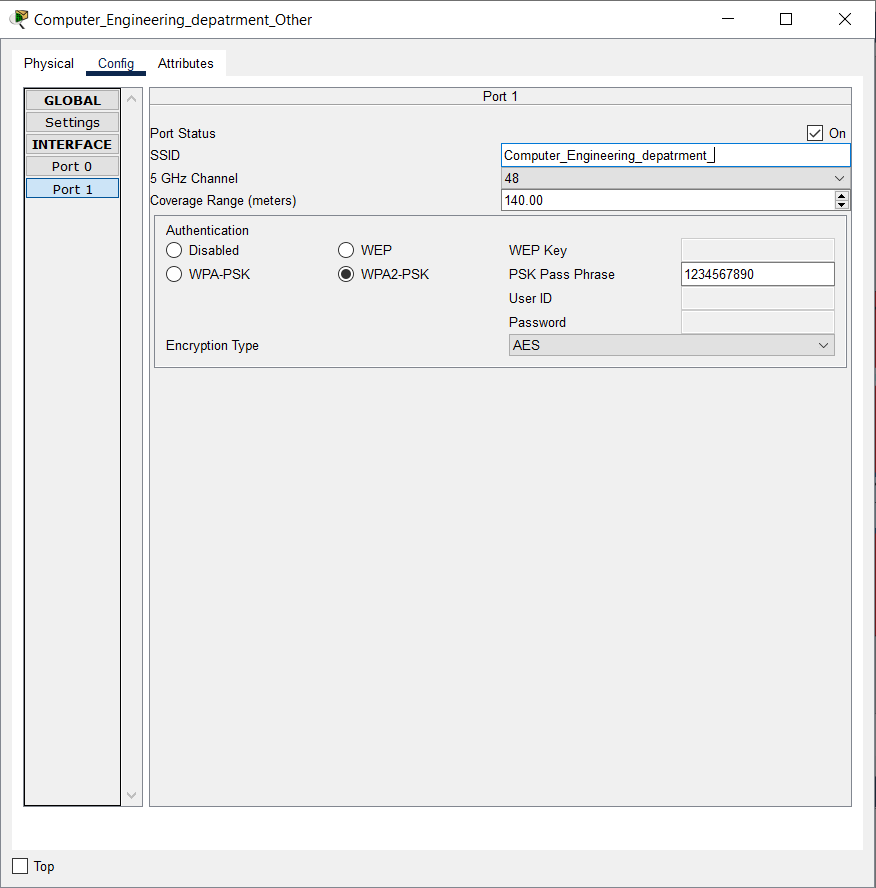 Computer_Engineering_depatrment_Other
Physical Config Attributes
GLOBAL
Settings
INTERFACE
Port 0
Port 1
Port 1
Port Status On
SSID Computer_Engineering_depatrment_
5 GHz Channel 48
Coverage Range (meters) 140.00
Authentication
Disabled WEP WEP Key
WPA-PSK WPA2-PSK PSK Pass Phrase 1234567890
User ID
Password
Encryption Type AES
Top